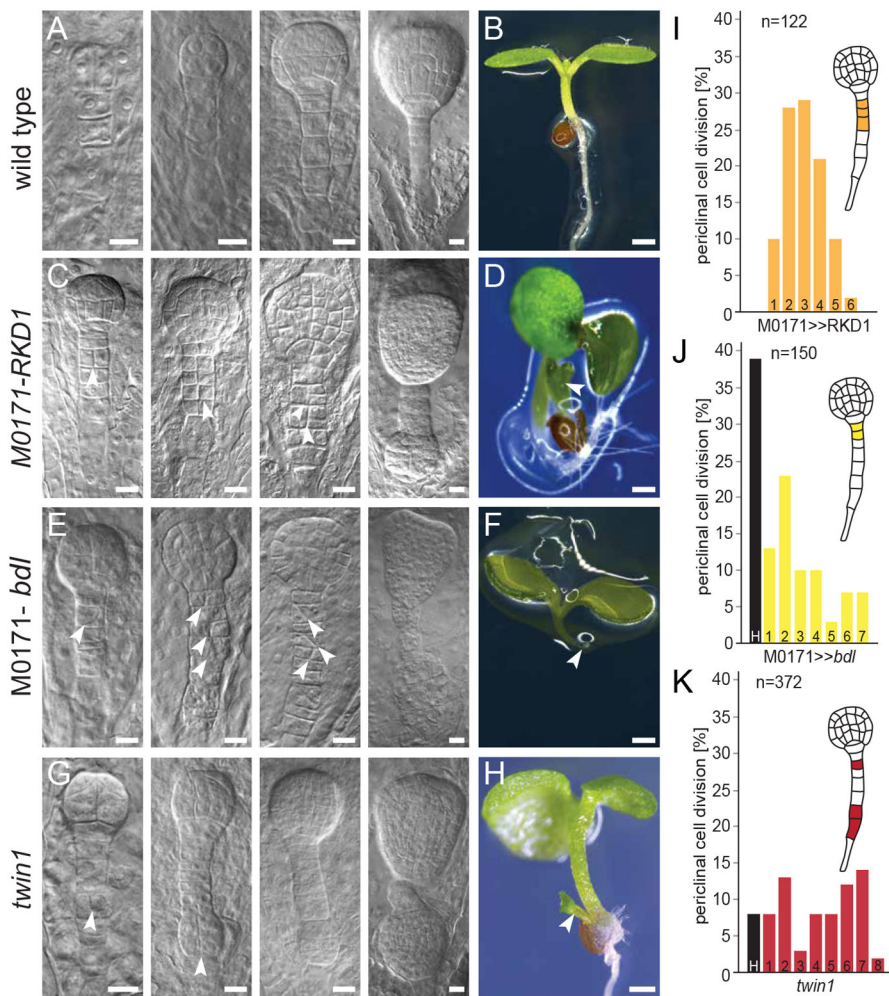 A
B
wild type
C
D
M0171-RKD1
E
F
M0171- bdl
G
H
twin1
I
n=122
periclinal cell division [%]
40
35
30
25
20
15
10
5
0
1 2 3 4 5 6
M0171>>RKD1
J
n=150
periclinal cell division [%]
40
35
30
25
20
15
10
5
0
H 1 2 3 4 5 6 7
M0171>>bdl
K
n=372
periclinal cell division [%]
40
35
30
25
20
15
10
5
0
H 1 2 3 4 5 6 7 8
twin1